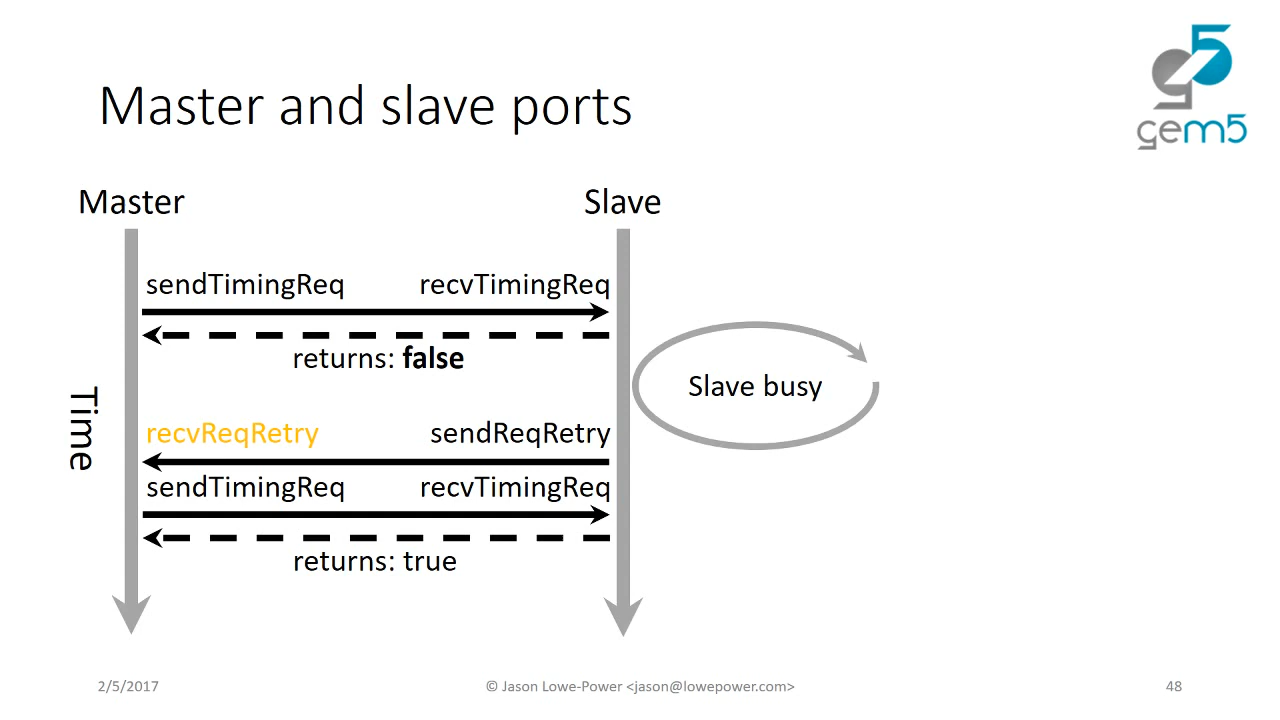 Master and slave ports
gem5
Master
Slave
sendTimingReq recvTimingReq
returns: false
Slave busy
Time
recvReqRetry sendReqRetry
sendTimingReq recvTimingReq
returns: true
2/5/2017
© Jason Lowe-Power <jason@lowepower.com>
48